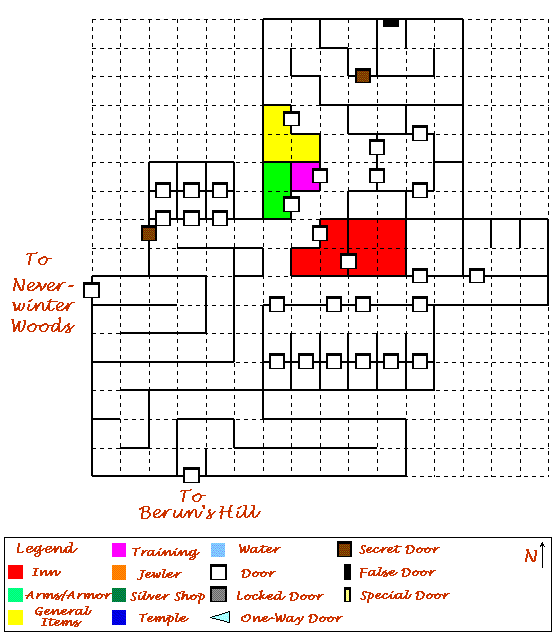 To
Never-
winter
Woods
To
Berun's Hill
Legend
Training
Water
Secret Door
N
Inn
Jewler
Door
False Door
Arms/Armor
Silver Shop
Locked Door
Special Door
General
Items
Temple
One-Way Door